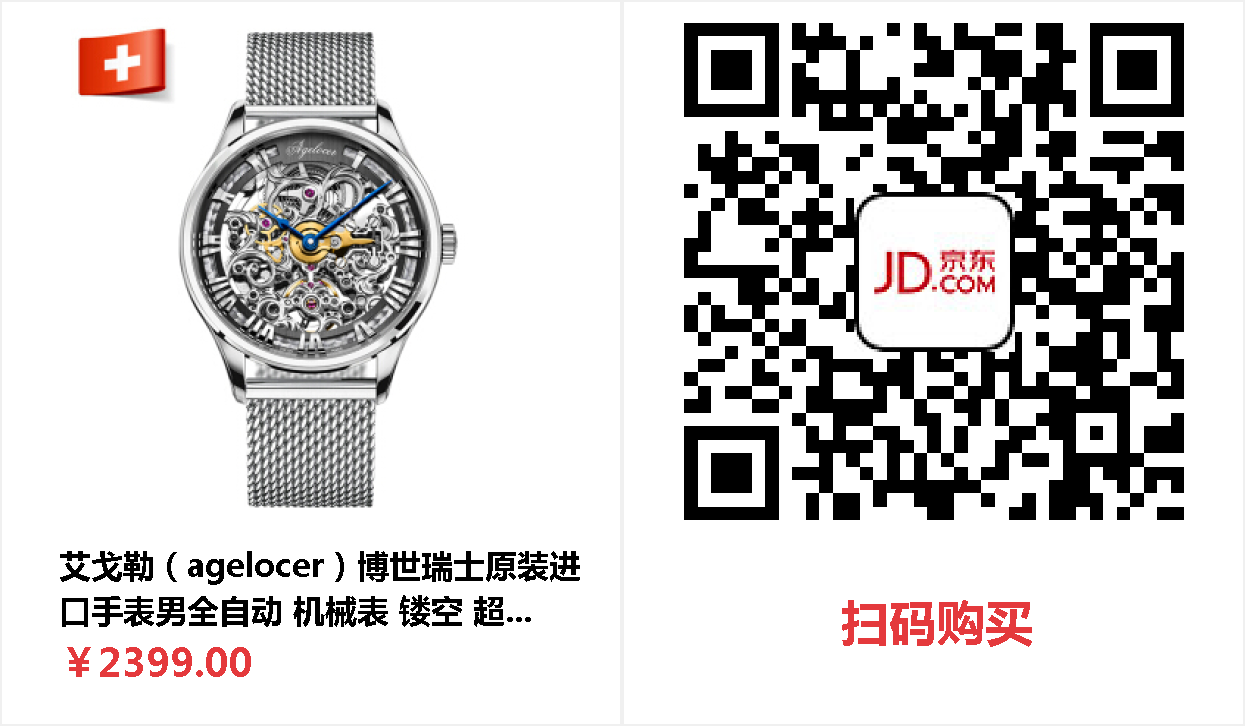 Agelocer
艾戈勒（agelocer）博世瑞士原装进
口手表男全自动 机械表 镂空 超...
￥2399.00
JD.京东
.COM
扫码购买